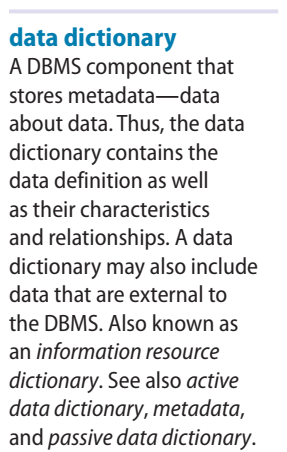 data dictionary
A DBMS component that
stores metadata—data
about data. Thus, the data
dictionary contains the
data definition as well
as their characteristics
and relationships. A data
dictionary may also include
data that are external to
the DBMS. Also known as
an information resource
dictionary. See also active
data dictionary, metadata,
and passive data dictionary.